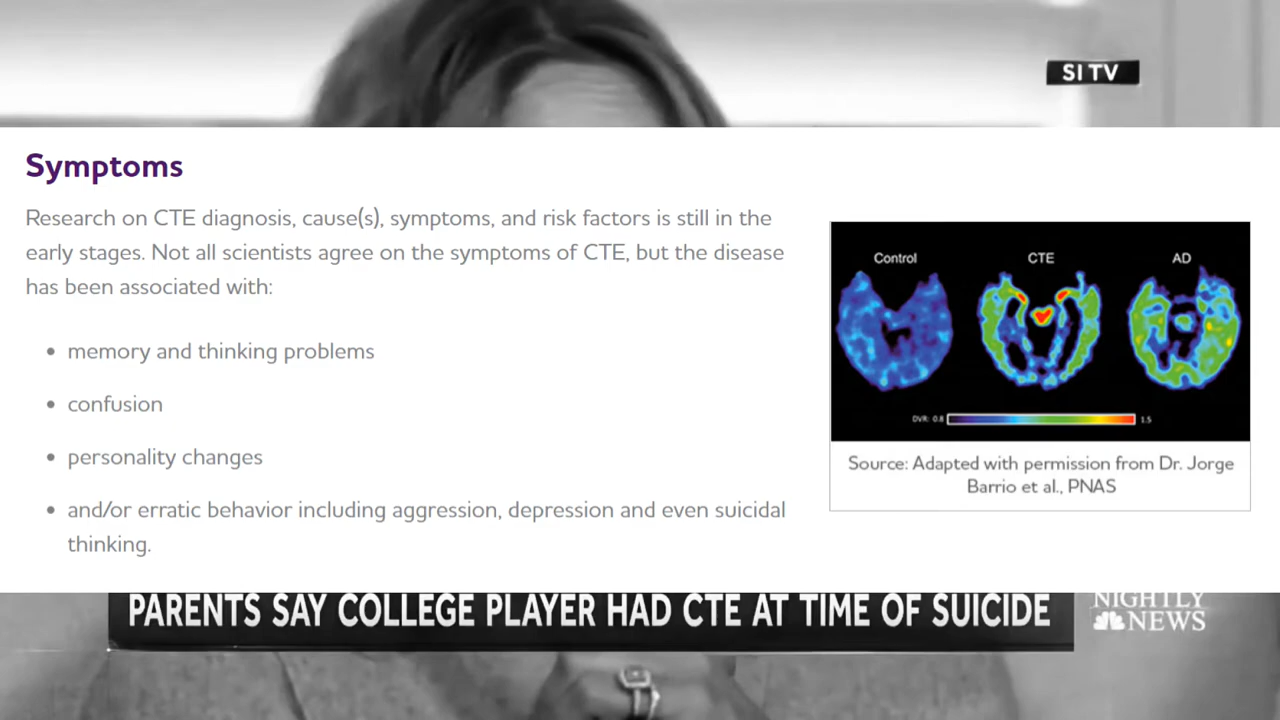 SI TV
Symptoms
Research on CTE diagnosis, cause(s), symptoms, and risk factors is still in the
early stages. Not all scientists agree on the symptoms of CTE, but the disease
has been associated with:
• memory and thinking problems
• confusion
• personality changes
• and/or erratic behavior including aggression, depression and even suicidal
thinking.
Control CTE AD
DVR: 0.8 1.5
Source: Adapted with permission from Dr. Jorge
Barrio et al., PNAS
PARENTS SAY COLLEGE PLAYER HAD CTE AT TIME OF SUICIDE
NIGHTLY
NEWS